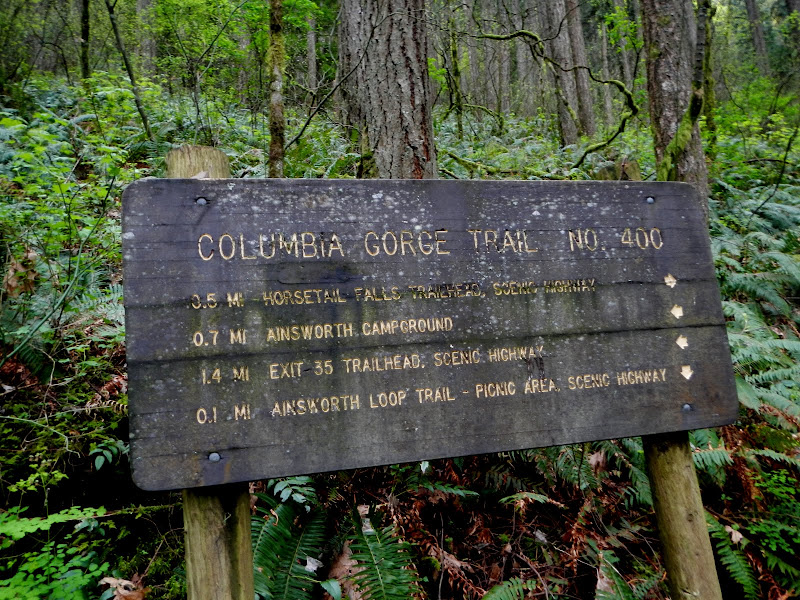 COLUMBIA GORGE TRAIL NO. 400
0.5 MI HORSETAIL FALLS TRAILHEAD, SCENIC HIGHWAY
0.7 MI AINSWORTH CAMPGROUND
1.4 MI EXIT 35 TRAILHEAD, SCENIC HIGHWAY
0.1 MI AINSWORTH LOOP TRAIL - PICNIC AREA, SCENIC HIGHWAY